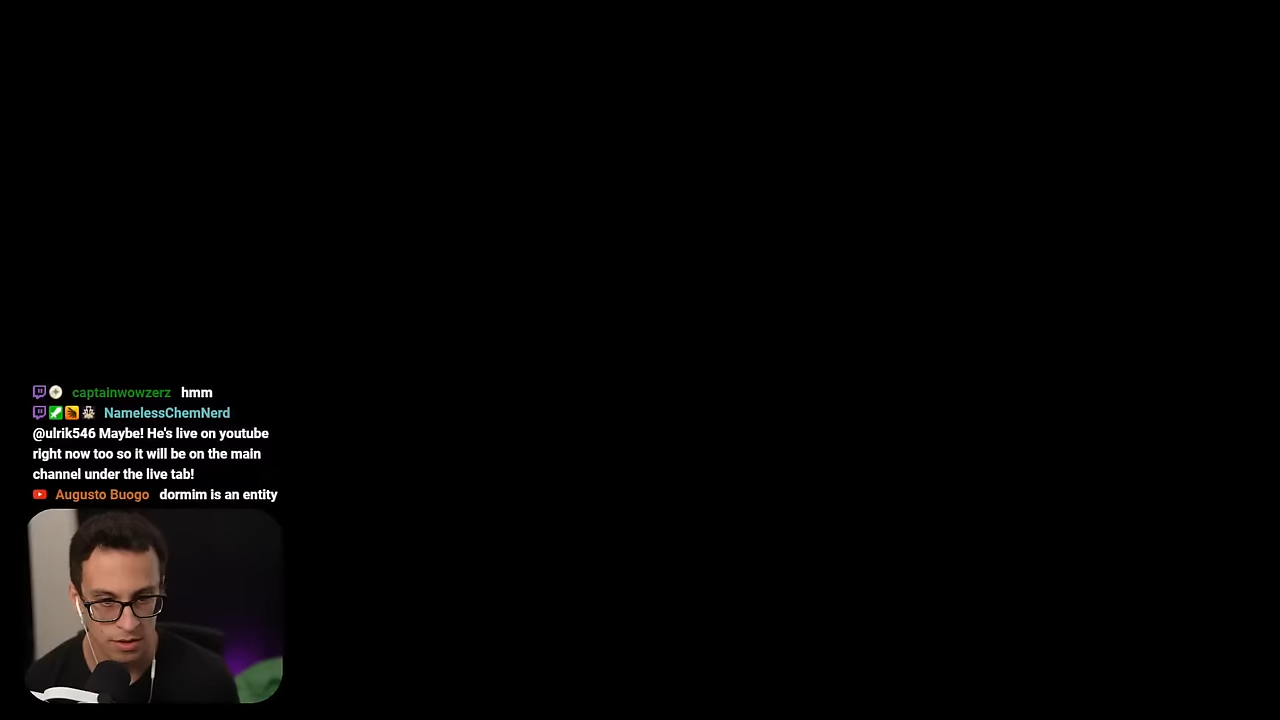 captainwowzerz hmm
NamelessChemNerd
@ulrik546 Maybe! He's live on youtube
right now too so it will be on the main
channel under the live tab!
Augusto Buogo dormim is an entity